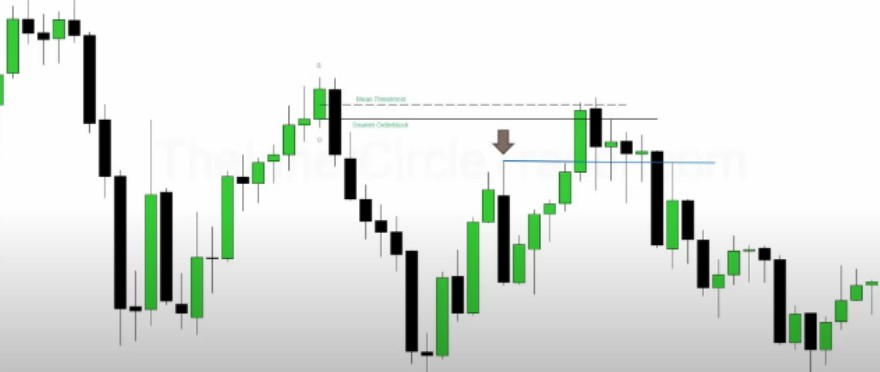 Mean Threshold
Bearish Orderblock
TheInnerCircleTrader.com